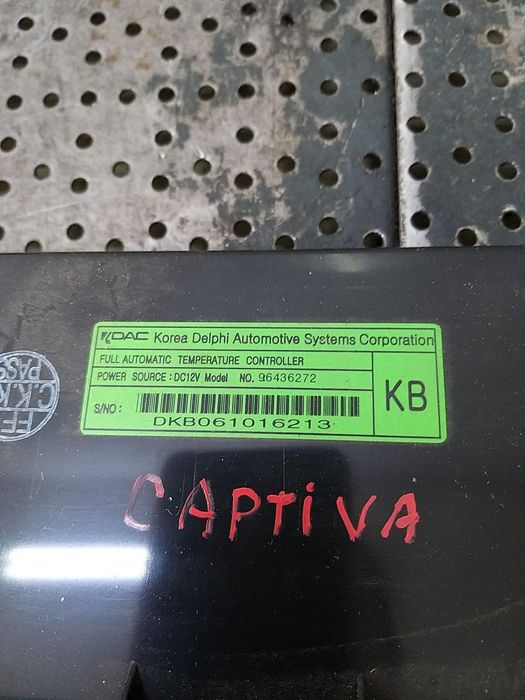 KDAC Korea Delphi Automotive Systems Corporation
FULL AUTOMATIC TEMPERATURE CONTROLLER
POWER SOURCE : DC12V Model NO. 96436272
KB
S/NO :
DKB061016213
C.K.
PASS
CAPTiVA